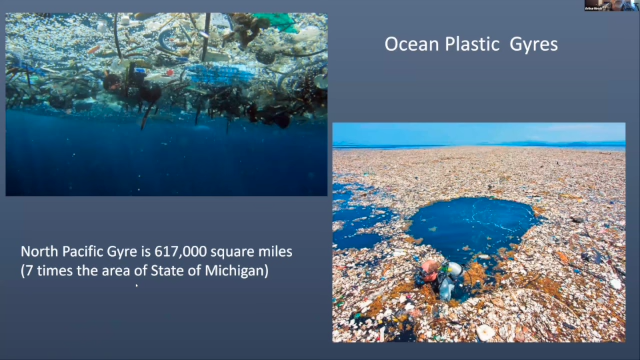 Ocean Plastic  Gyres
North Pacific Gyre is 617,000 square miles
(7 times the area of State of Michigan)